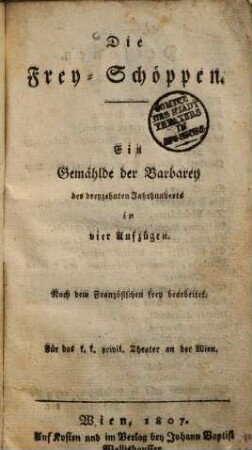 Die
Frey-Schöppen.
Ein
Gemählde der Barbarey
des dreyzehnten Jahrhunderts
in
vier Aufzügen.
Nach dem Französischen frey bearbeitet.
Für das k. k. privil. Theater an der Wien.
Wien, 1807.
Auf Kosten und im Verlag bey Johann Baptist
Wallishausser.